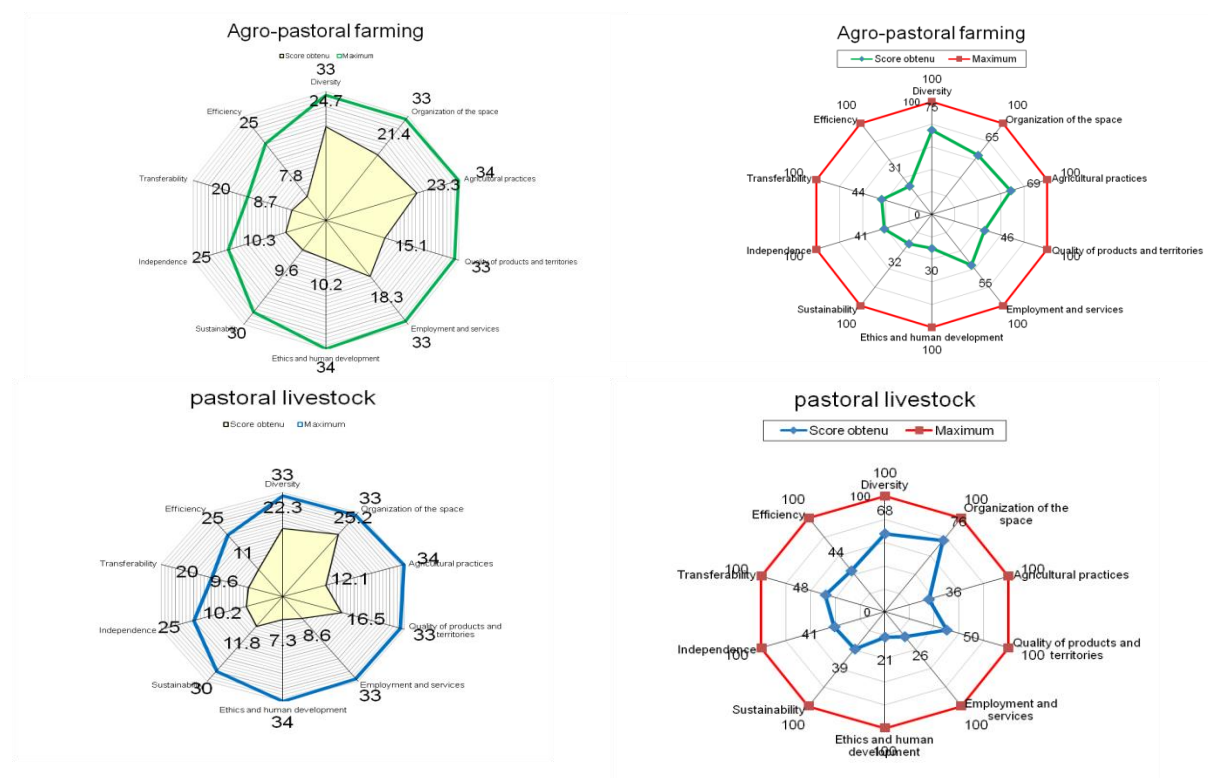 Agro-pastoral farming
Score obtenu Maximum
33
Diversity
24.7
33
Organization of the space
21.4
34
Agricultural practices
23.3
15.1
Quality of products and territories
33
18.3
Employment and services
33
10.2
Ethics and human development
34
9.6
Sustainability
30
10.3
Independence
25
8.7
Transferability
20
7.8
Efficiency
25
Agro-pastoral farming
Score obtenu Maximum
100
Diversity
100
75
100
Organization of the space
65
100
Agricultural practices
69
46
Quality of products and territories
100
55
Employment and services
100
30
Ethics and human development
100
32
Sustainability
100
41
Independence
100
44
Transferability
100
31
Efficiency
100
0
pastoral livestock
Score obtenu Maximum
33
Diversity
22.3
33
Organization of the space
25.2
34
Agricultural practices
12.1
16.5
Quality of products and
territories
33
8.6
Employment and services
33
7.3
Ethics and human development
34
11.8
Sustainability
30
10.2
Independence
25
9.6
Transferability
20
11
Efficiency
25
pastoral livestock
Score obtenu Maximum
100
Diversity
100
68
100
Organization of the
space
76
100
Agricultural practices
36
50
Quality of products and
territories
100
26
Employment and
services
100
21
Ethics and human
development
100
39
Sustainability
100
41
Independence
100
48
Transferability
100
44
Efficiency
100
0